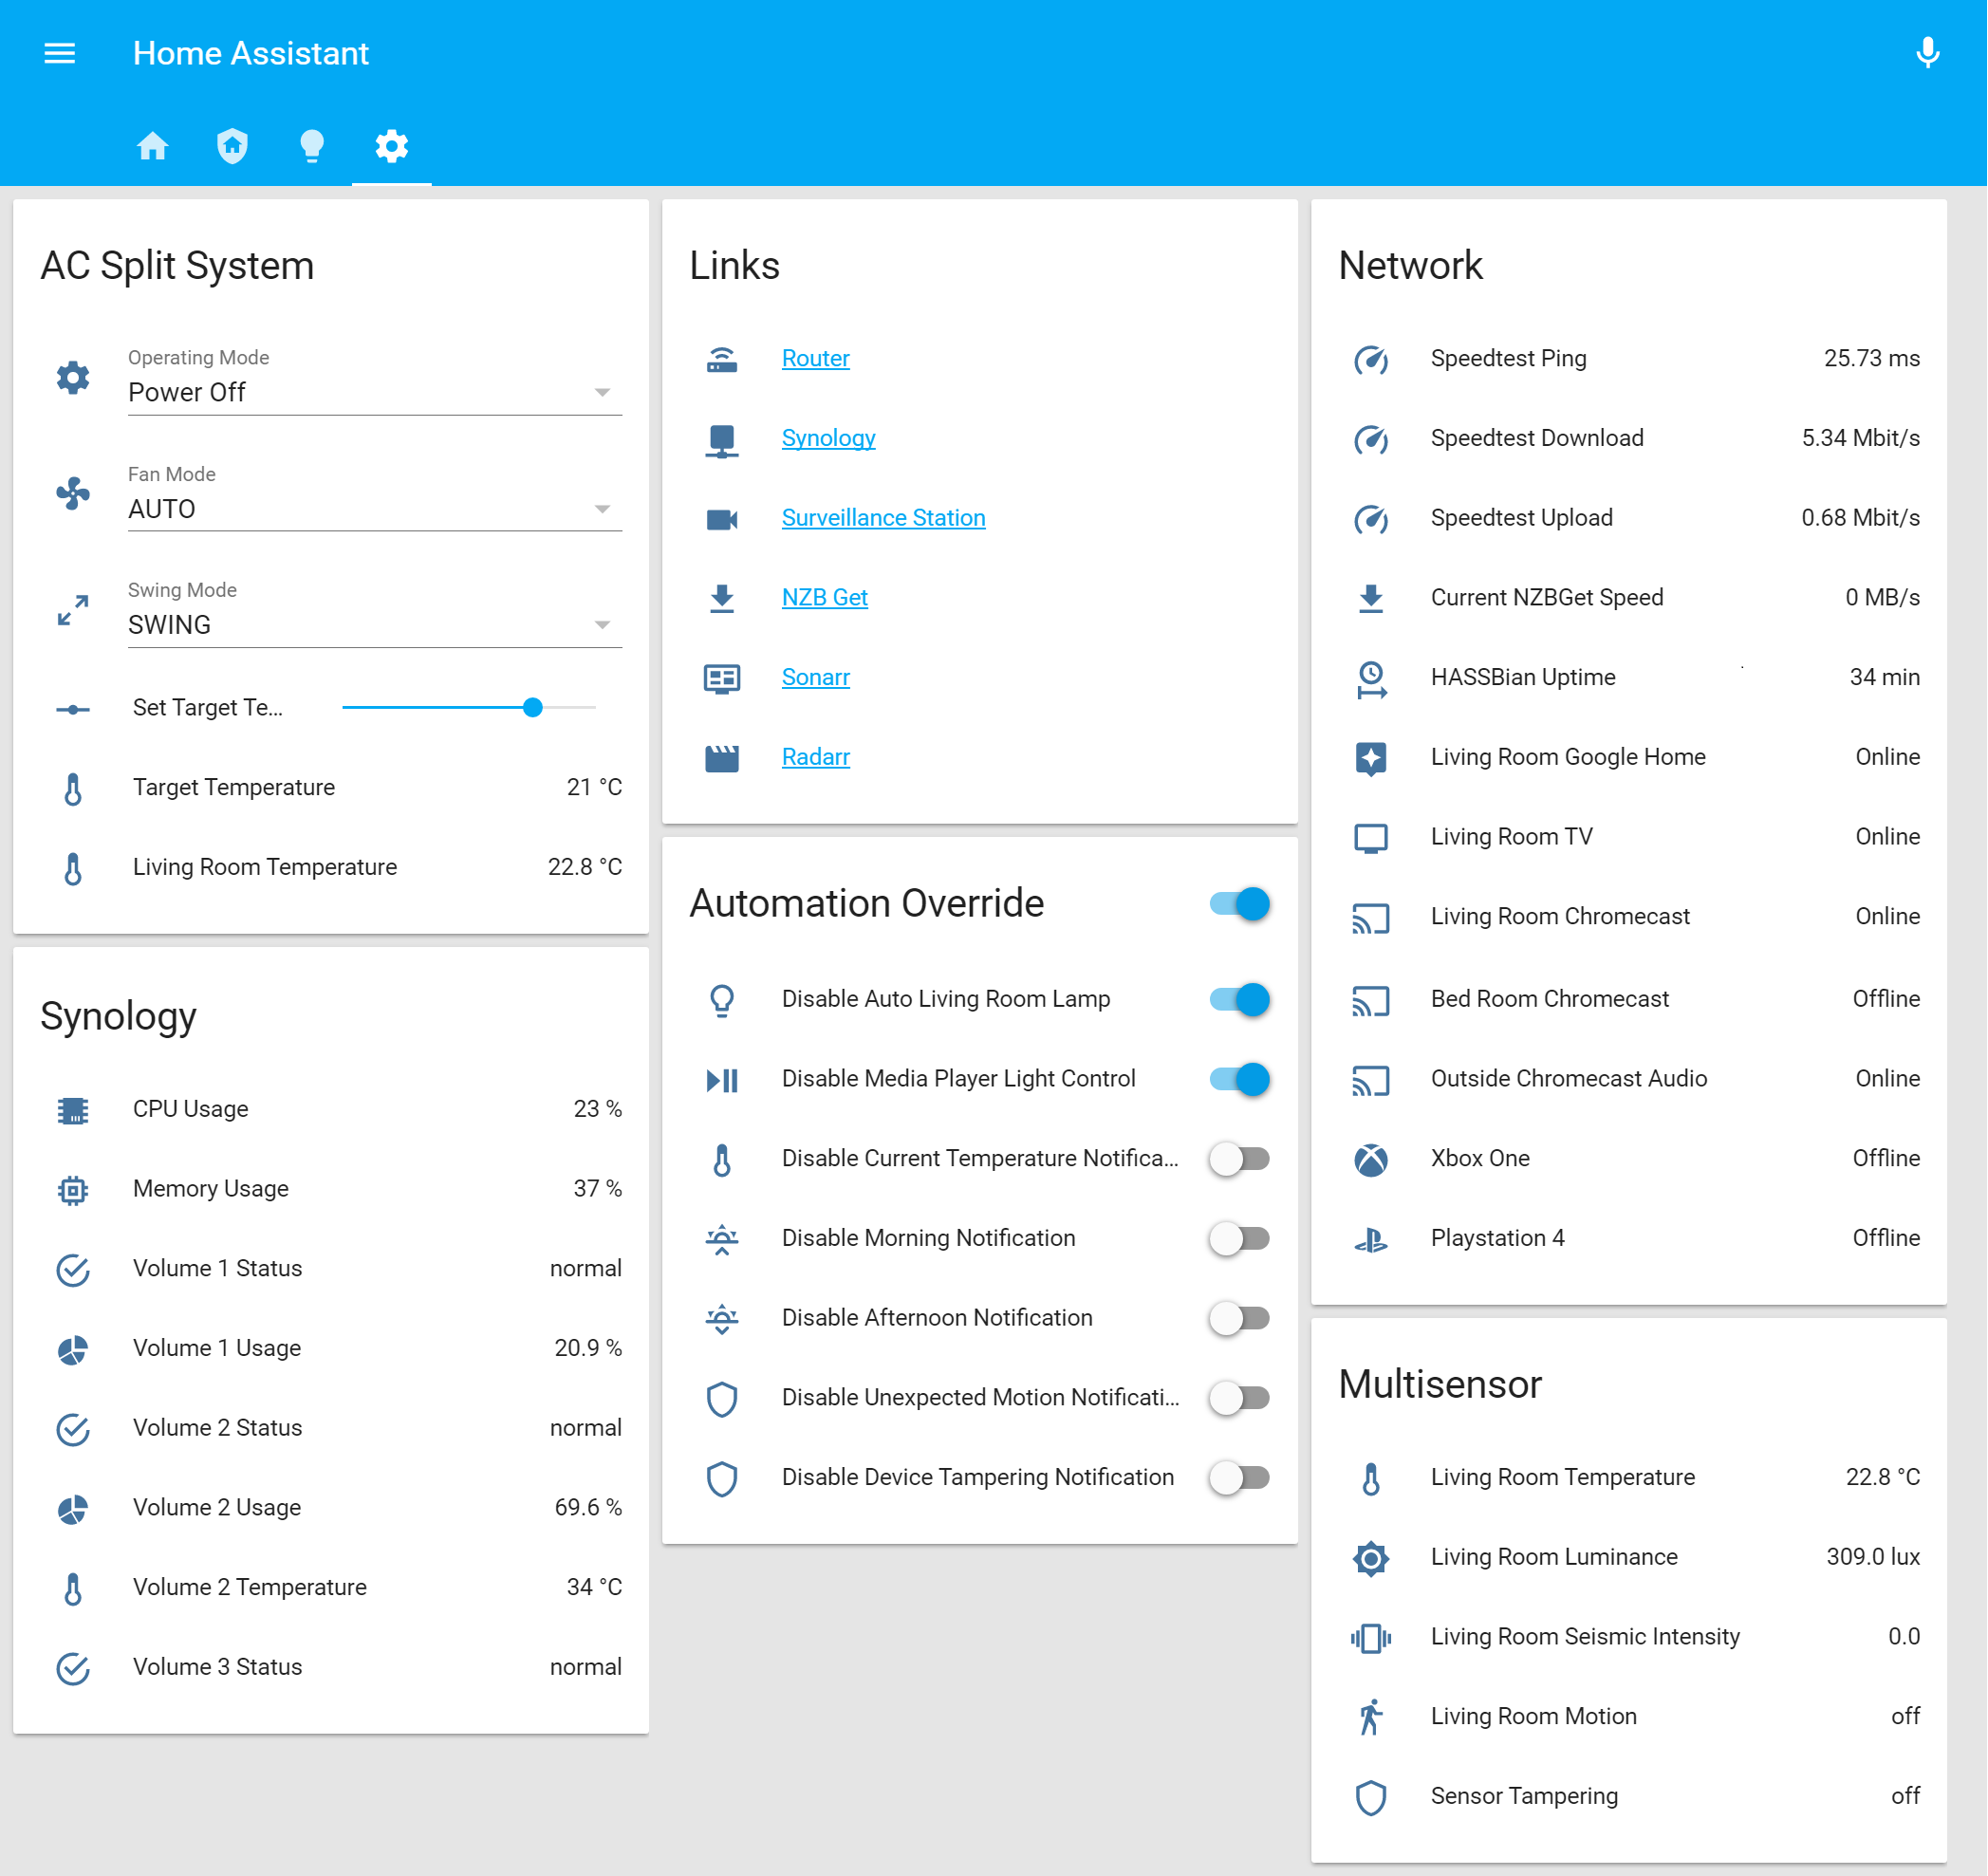 Home Assistant
AC Split System
Operating Mode
Power Off
Fan Mode
AUTO
Swing Mode
SWING
Set Target Te...
Target Temperature 21 °C
Living Room Temperature 22.8 °C
Synology
CPU Usage 23 %
Memory Usage 37 %
Volume 1 Status normal
Volume 1 Usage 20.9 %
Volume 2 Status normal
Volume 2 Usage 69.6 %
Volume 2 Temperature 34 °C
Volume 3 Status normal
Links
Router
Synology
Surveillance Station
NZB Get
Sonarr
Radarr
Automation Override
Disable Auto Living Room Lamp
Disable Media Player Light Control
Disable Current Temperature Notifica...
Disable Morning Notification
Disable Afternoon Notification
Disable Unexpected Motion Notificati...
Disable Device Tampering Notification
Network
Speedtest Ping 25.73 ms
Speedtest Download 5.34 Mbit/s
Speedtest Upload 0.68 Mbit/s
Current NZBGet Speed 0 MB/s
HASSBian Uptime 34 min
Living Room Google Home Online
Living Room TV Online
Living Room Chromecast Online
Bed Room Chromecast Offline
Outside Chromecast Audio Online
Xbox One Offline
Playstation 4 Offline
Multisensor
Living Room Temperature 22.8 °C
Living Room Luminance 309.0 lux
Living Room Seismic Intensity 0.0
Living Room Motion off
Sensor Tampering off